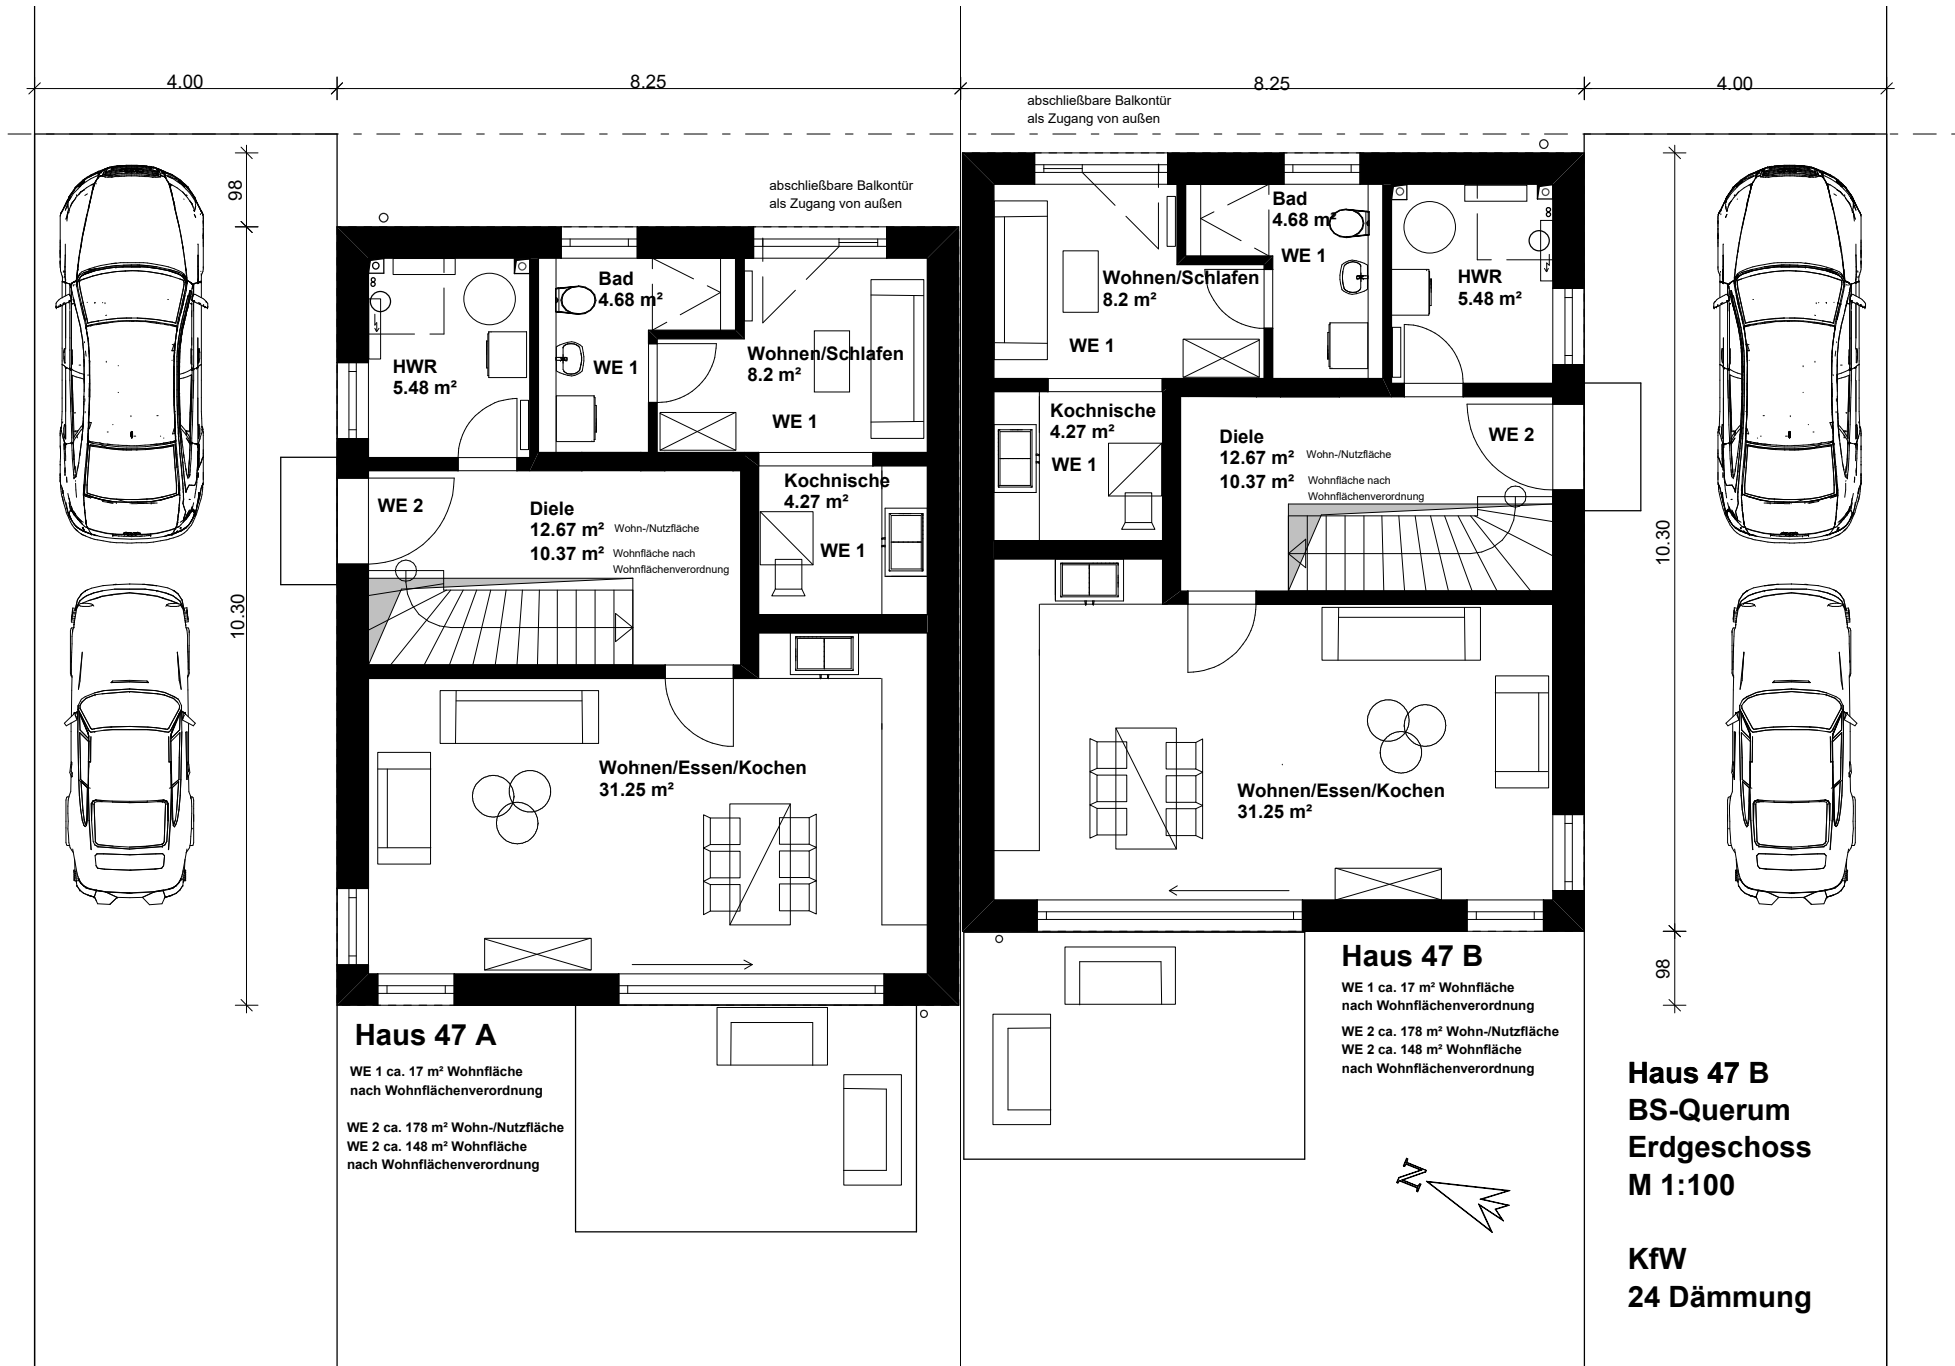 4.00
8.25
8.25
4.00
abschließbare Balkontür
als Zugang von außen
98
abschließbare Balkontür
als Zugang von außen
Bad
4.68 m²
WE 1
HWR
5.48 m²
Wohnen/Schlafen
8.2 m²
WE 1
Kochnische
4.27 m²
WE 1
Diele
12.67 m² Wohn-/Nutzfläche
10.37 m² Wohnfläche nach
Wohnflächenverordnung
WE 2
10.30
Wohnen/Essen/Kochen
31.25 m²
Bad
4.68 m²
WE 1
HWR
5.48 m²
Wohnen/Schlafen
8.2 m²
WE 1
Kochnische
4.27 m²
WE 1
Diele
12.67 m² Wohn-/Nutzfläche
10.37 m² Wohnfläche nach
Wohnflächenverordnung
WE 2
10.30
Wohnen/Essen/Kochen
31.25 m²
98
Haus 47 A
WE 1 ca. 17 m² Wohnfläche
nach Wohnflächenverordnung
WE 2 ca. 178 m² Wohn-/Nutzfläche
WE 2 ca. 148 m² Wohnfläche
nach Wohnflächenverordnung
Haus 47 B
WE 1 ca. 17 m² Wohnfläche
nach Wohnflächenverordnung
WE 2 ca. 178 m² Wohn-/Nutzfläche
WE 2 ca. 148 m² Wohnfläche
nach Wohnflächenverordnung
N
Haus 47 B
BS-Querum
Erdgeschoss
M 1:100
KfW
24 Dämmung